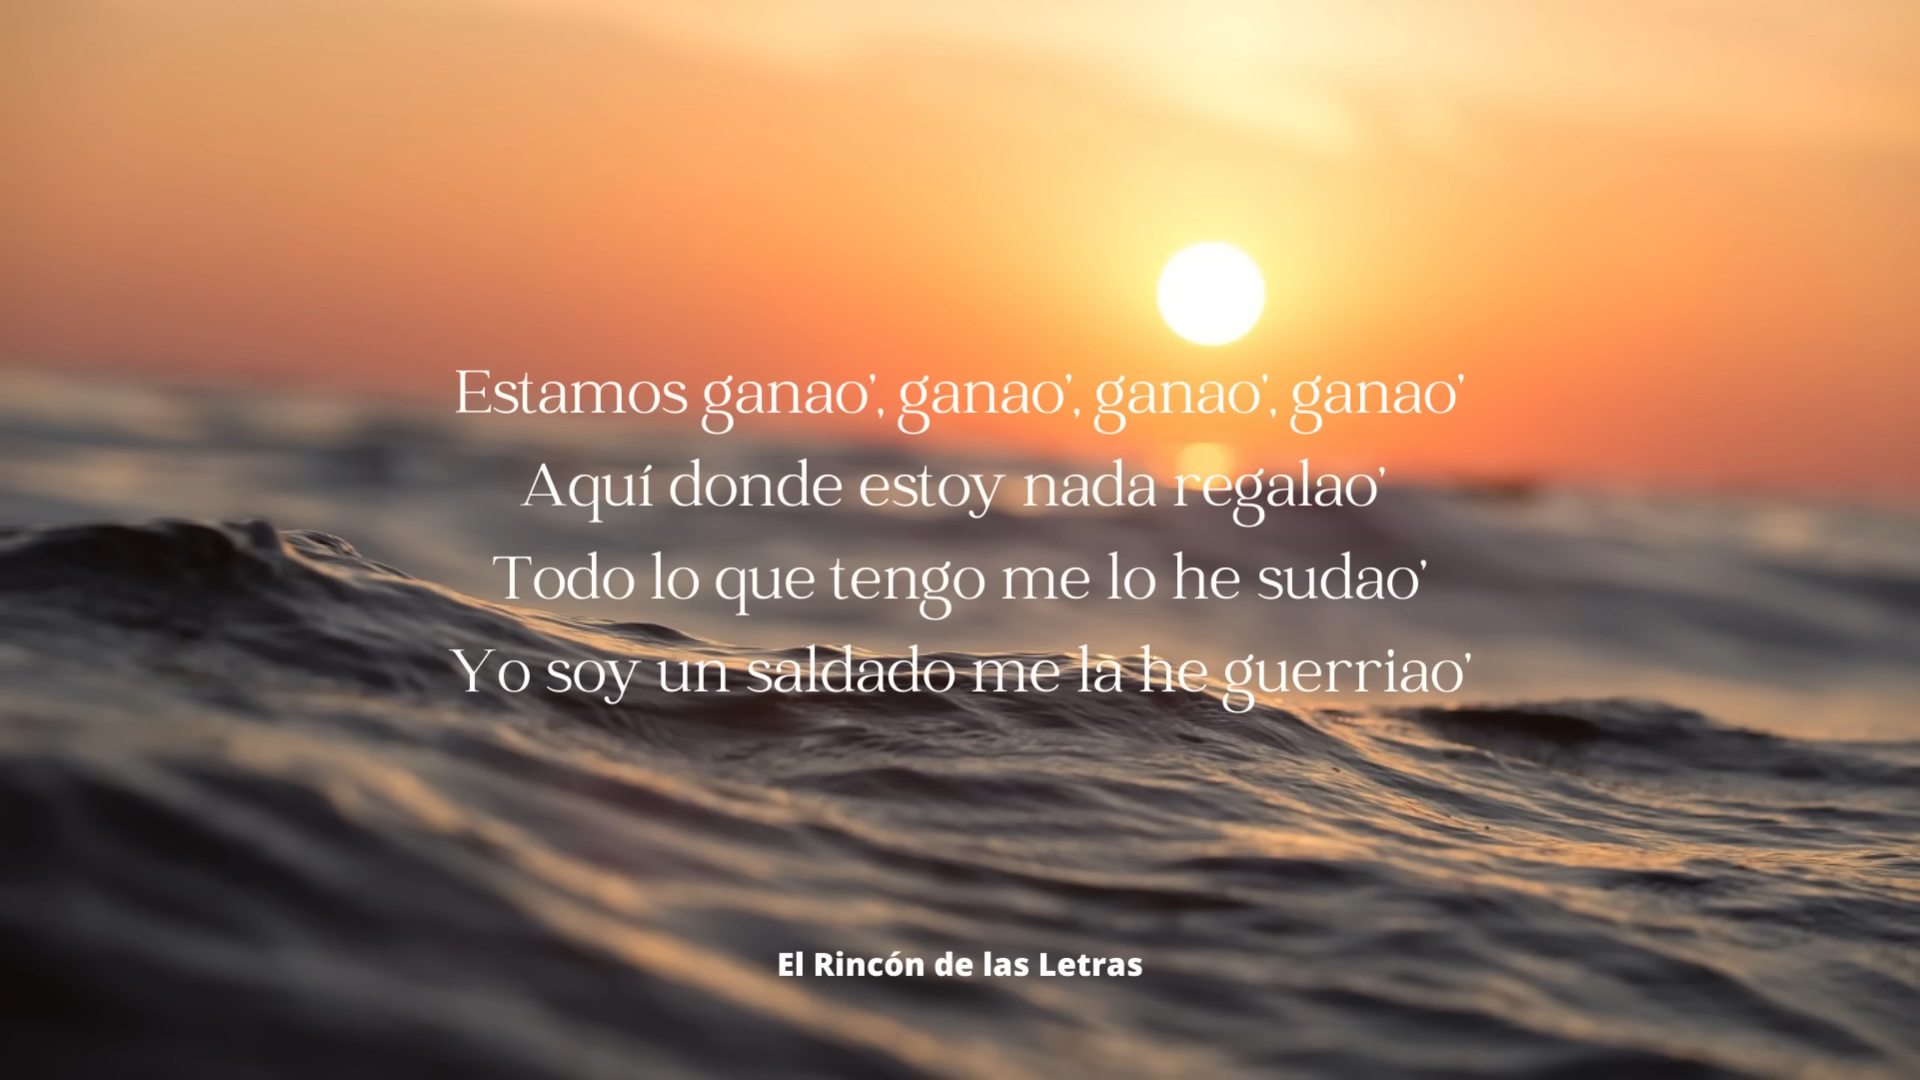 Estamos ganao’, ganao’, ganao’, ganao’
Aquí donde estoy nada regalao’
Todo lo que tengo me lo he sudao’
Yo soy un saldado me la he guerriao’
El Rincón de las Letras